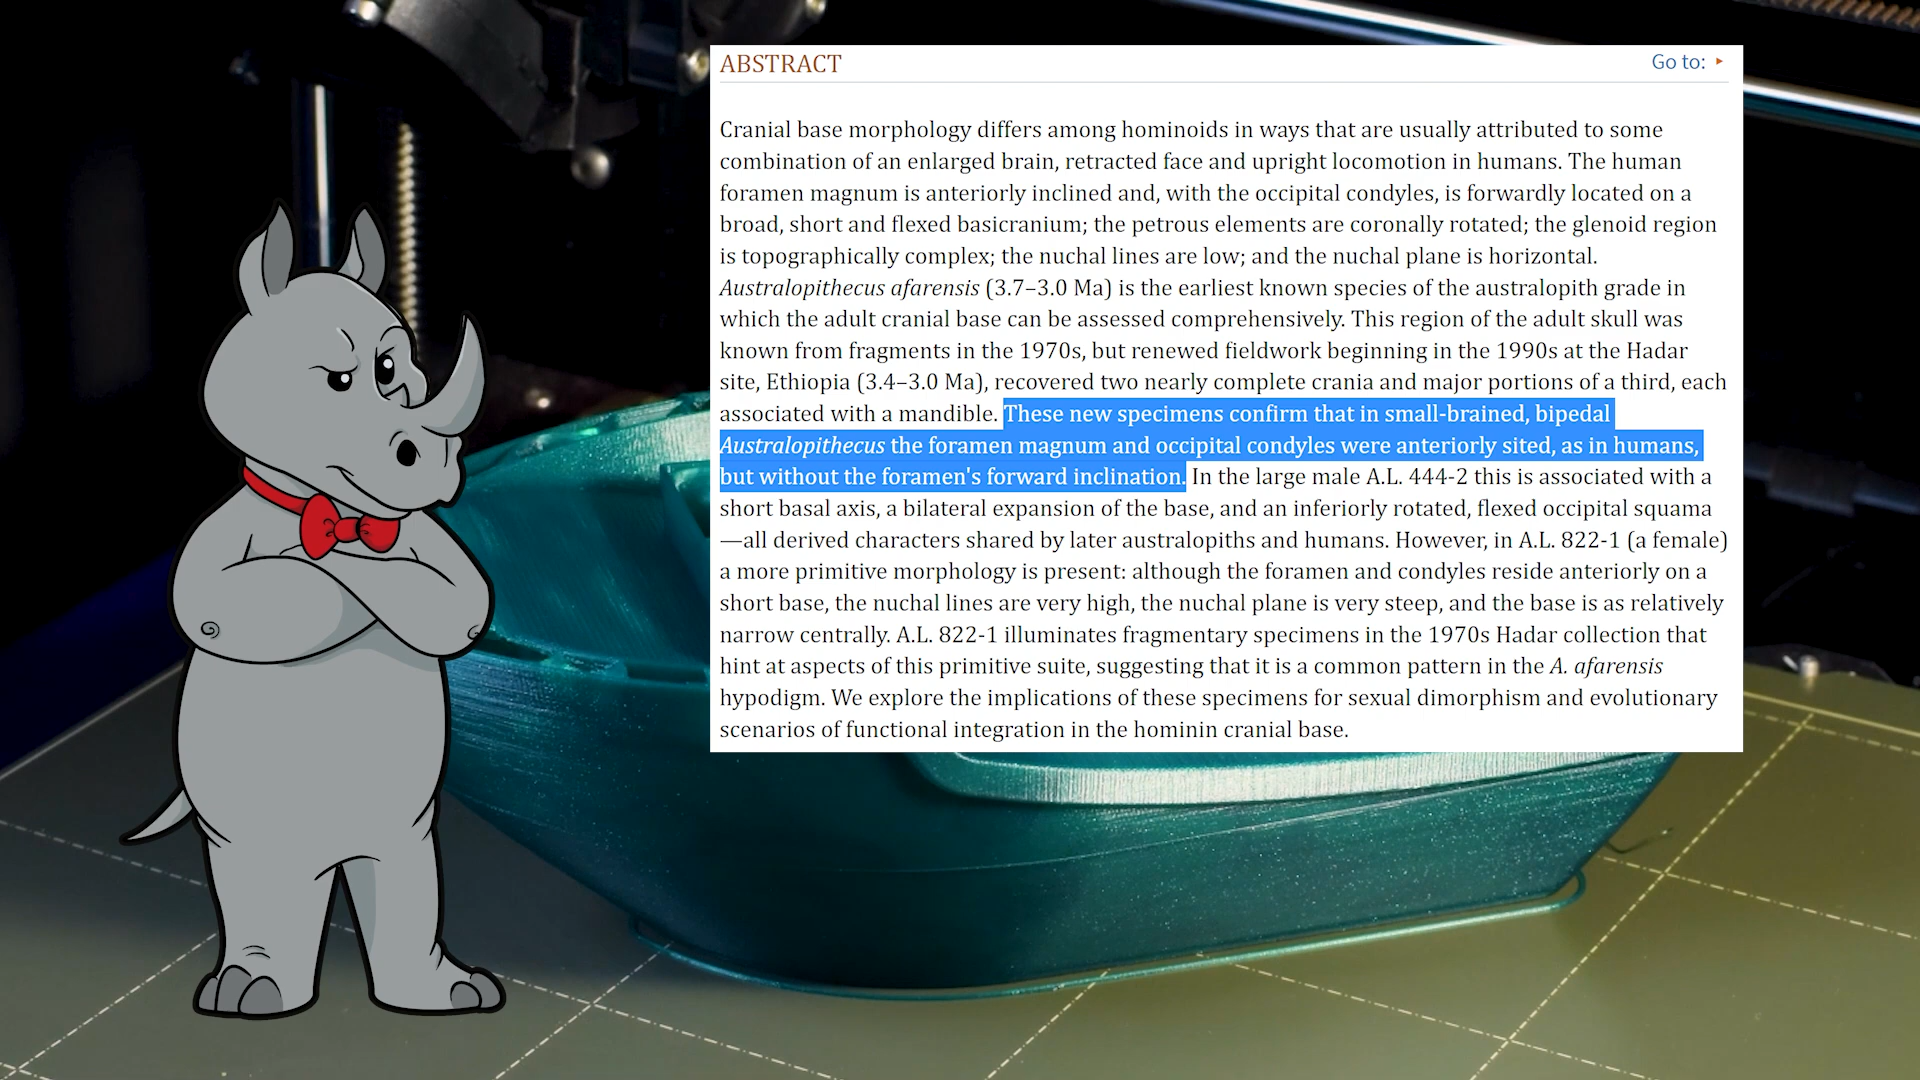 ABSTRACT
Go to:
Cranial base morphology differs among hominoids in ways that are usually attributed to some
combination of an enlarged brain, retracted face and upright locomotion in humans. The human
foramen magnum is anteriorly inclined and, with the occipital condyles, is forwardly located on a
broad, short and flexed basicranium; the petrous elements are coronally rotated; the glenoid region
is topographically complex; the nuchal lines are low; and the nuchal plane is horizontal.
Australopithecus afarensis (3.7–3.0 Ma) is the earliest known species of the australopith grade in
which the adult cranial base can be assessed comprehensively. This region of the adult skull was
known from fragments in the 1970s, but renewed fieldwork beginning in the 1990s at the Hadar
site, Ethiopia (3.4–3.0 Ma), recovered two nearly complete crania and major portions of a third, each
associated with a mandible. These new specimens confirm that in small-brained, bipedal
Australopithecus the foramen magnum and occipital condyles were anteriorly sited, as in humans,
but without the foramen's forward inclination. In the large male A.L. 444-2 this is associated with a
short basal axis, a bilateral expansion of the base, and an inferiorly rotated, flexed occipital squama
—all derived characters shared by later australopiths and humans. However, in A.L. 822-1 (a female)
a more primitive morphology is present: although the foramen and condyles reside anteriorly on a
short base, the nuchal lines are very high, the nuchal plane is very steep, and the base is as relatively
narrow centrally. A.L. 822-1 illuminates fragmentary specimens in the 1970s Hadar collection that
hint at aspects of this primitive suite, suggesting that it is a common pattern in the A. afarensis
hypodigm. We explore the implications of these specimens for sexual dimorphism and evolutionary
scenarios of functional integration in the hominin cranial base.